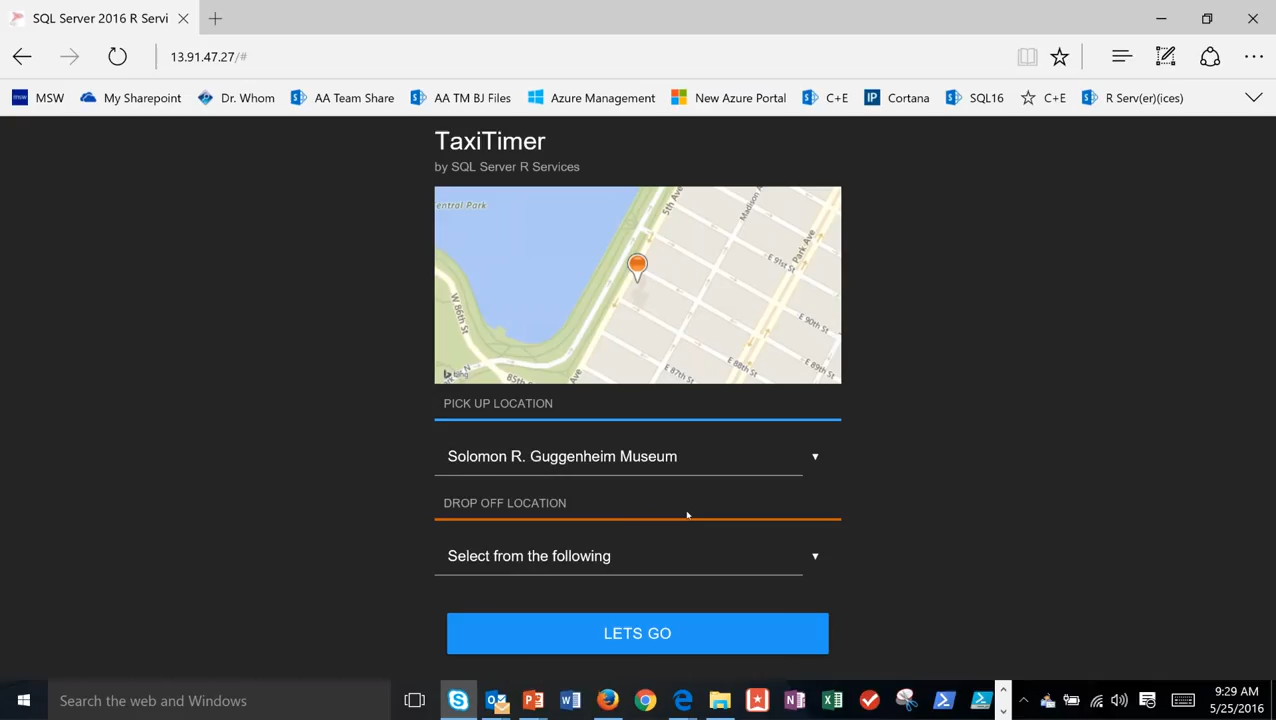 SQL Server 2016 R Servi
13.91.47.27/#
MSW
My Sharepoint
Dr. Whom
AA Team Share
AA TM BJ Files
Azure Management
New Azure Portal
C+E
IP
Cortana
SQL16
C+E
R Serv(er)(ices)
TaxiTimer
by SQL Server R Services
entral Park
5th Ave
Madison A
Park Ave
E 91st St
W 86th St
E 90th St
E 89th St
E 88th St
E 87th St
85th St
Ave
bing
PICK UP LOCATION
Solomon R. Guggenheim Museum
DROP OFF LOCATION
Select from the following
LETS GO
Search the web and Windows
9:29 AM
5/25/2016